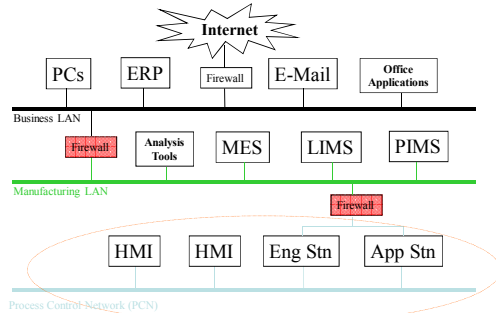 Internet
PCs
ERP
Firewall
E-Mail
Office
Applications
Business LAN
Firewall
Analysis
Tools
MES
LIMS
PIMS
Manufacturing LAN
Firewall
HMI
HMI
Eng Stn
App Stn
Process Control Network (PCN)